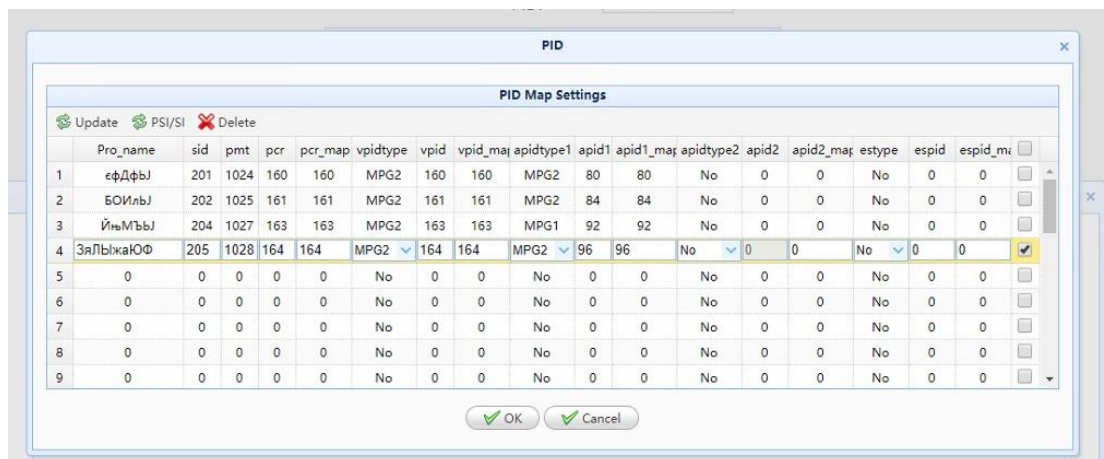 PID
PID Map Settings
Update PSI/SI Delete
Pro_name sid pmt pcr pcr_map vpidtype vpid vpid_map apidtype1 apid1 apid1_map apidtype2 apid2 apid2_map estype espid espid_ma
1 єфДфЫ 201 1024 160 160 MPG2 160 160 MPG2 80 80 No 0 0 No 0 0
2 БОИлЫ 202 1025 161 161 MPG2 161 161 MPG2 84 84 No 0 0 No 0 0
3 ЙњМЪЫ 204 1027 163 163 MPG2 163 163 MPG1 92 92 No 0 0 No 0 0
4 ЗяЛЫжаЮФ 205 1028 164 164 MPG2 164 164 MPG2 96 96 No 0 0 No 0 0
5 0 0 0 0 0 No 0 0 No 0 0 No 0 0 No 0 0
6 0 0 0 0 0 No 0 0 No 0 0 No 0 0 No 0 0
7 0 0 0 0 0 No 0 0 No 0 0 No 0 0 No 0 0
8 0 0 0 0 0 No 0 0 No 0 0 No 0 0 No 0 0
9 0 0 0 0 0 No 0 0 No 0 0 No 0 0 No 0 0
OK Cancel